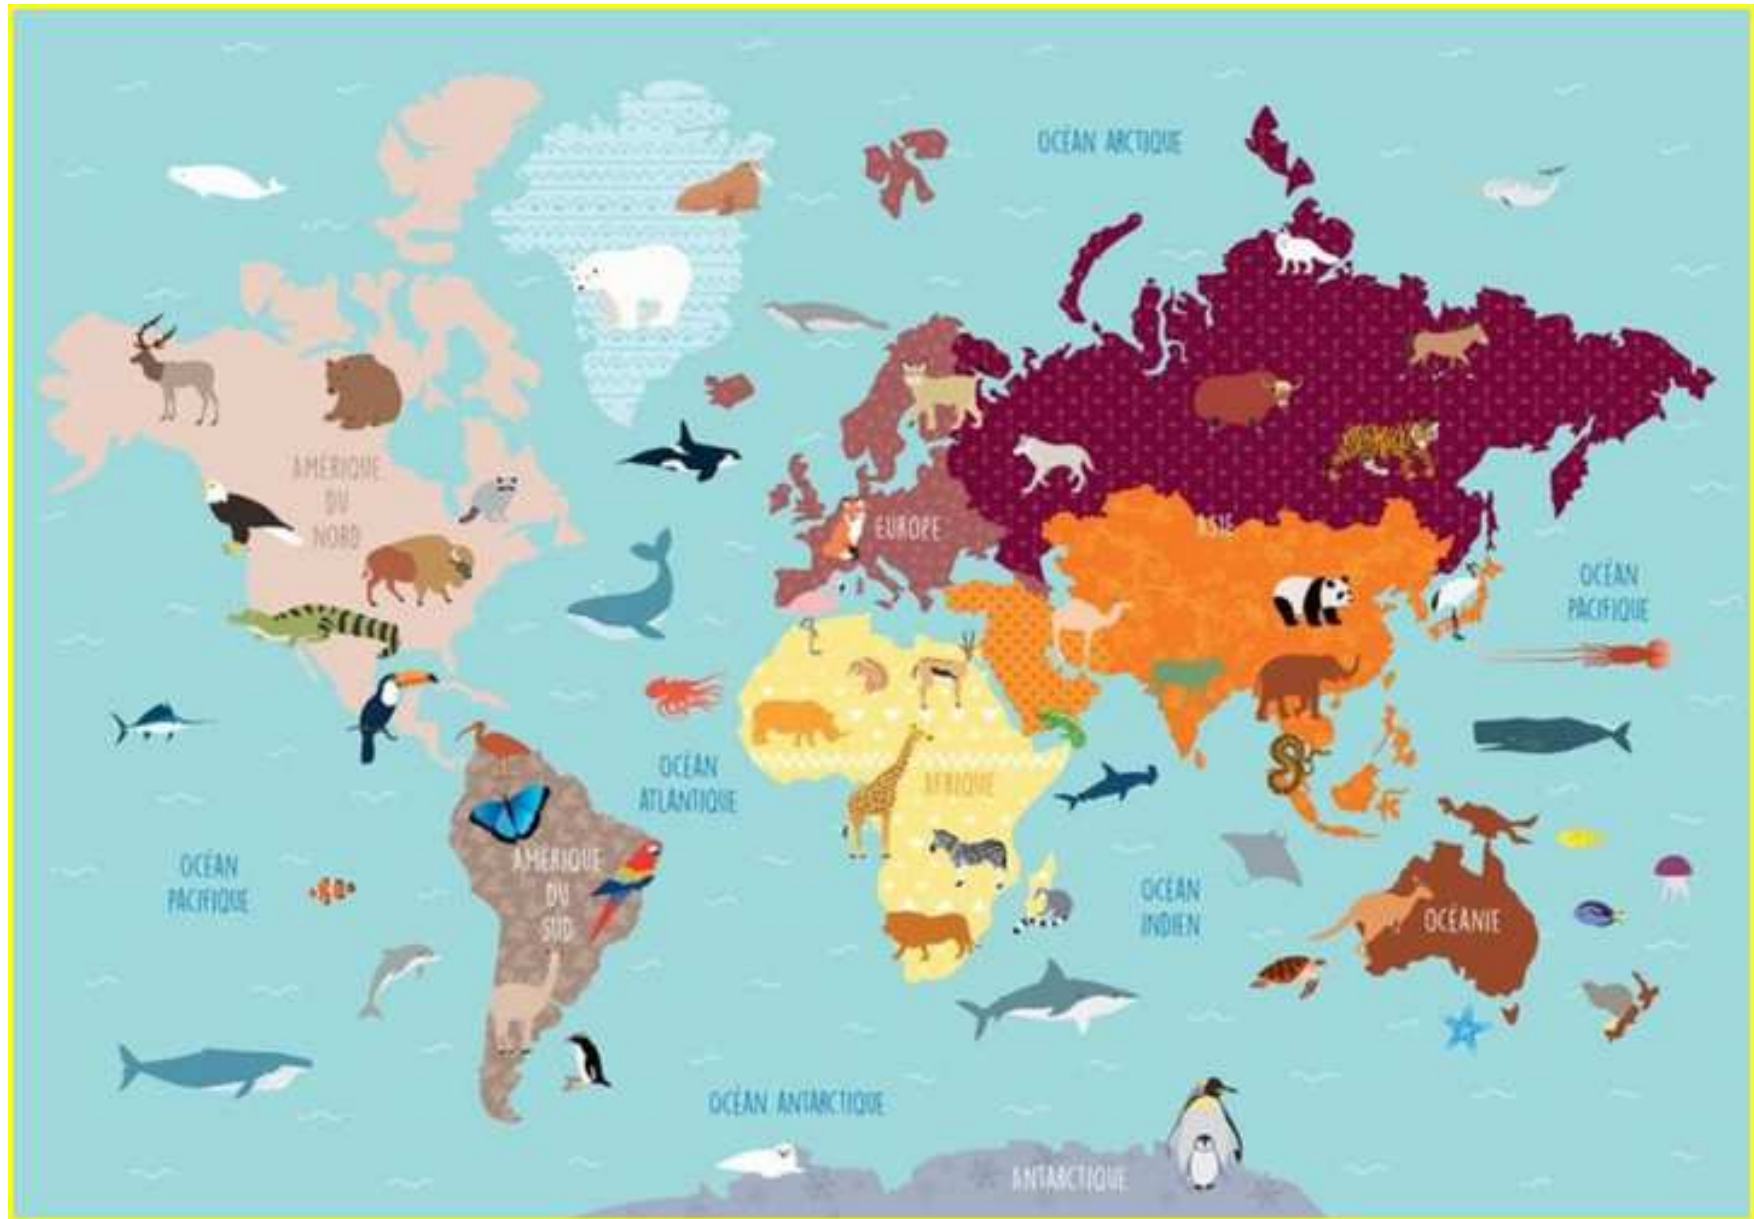 OCÉAN ARCTIQUE
AMÉRIQUE
DU
NORD
EUROPE
ASIE
OCÉAN
PACIFIQUE
OCÉAN
ATLANTIQUE
AFRIQUE
OCÉAN
PACIFIQUE
AMÉRIQUE
DU
SUD
OCÉAN
INDIEN
OCÉANIE
OCÉAN ANTARCTIQUE
ANTARCTIQUE